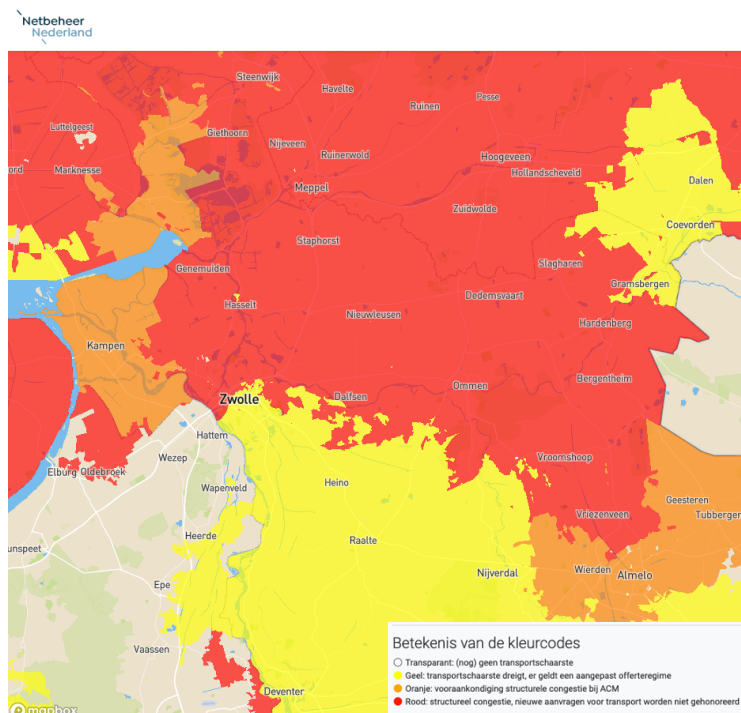 Netbeheer
Nederland
Steenwijk
Havelte
Ruinen
Pesse
Luttelgeest
Giethoorn
Nijeveen
Ruinerwold
Hoogeveen
Hollandscheveld
Marknesse
Meppel
Dalen
Zuidwolde
Coevorden
Staphorst
Slagharen
Genemuiden
Gramsbergen
Dedemsvaart
Hasselt
Nieuwleusen
Hardenberg
Kampen
Bergentheim
Ommen
Zwolle
Dalfsen
Hattem
Wezep
Vroomshoop
Elburg Oldebroek
Wapenveld
Heino
Geesteren
Vriezenveen
Tubberger
Heerde
Raalte
unspeet
Nijverdal
Wierden
Almelo
Epe
Vaassen
Deventer
Betekenis van de kleurcodes
Transparant: (nog) geen transportschaarste
Geel: transportschaarste dreigt, er geldt een aangepast offerteregime
Oranje: vooraankondiging structurele congestie bij ACM
Rood: structureel congestie, nieuwe aanvragen voor transport worden niet gehonoreerd
mapbox